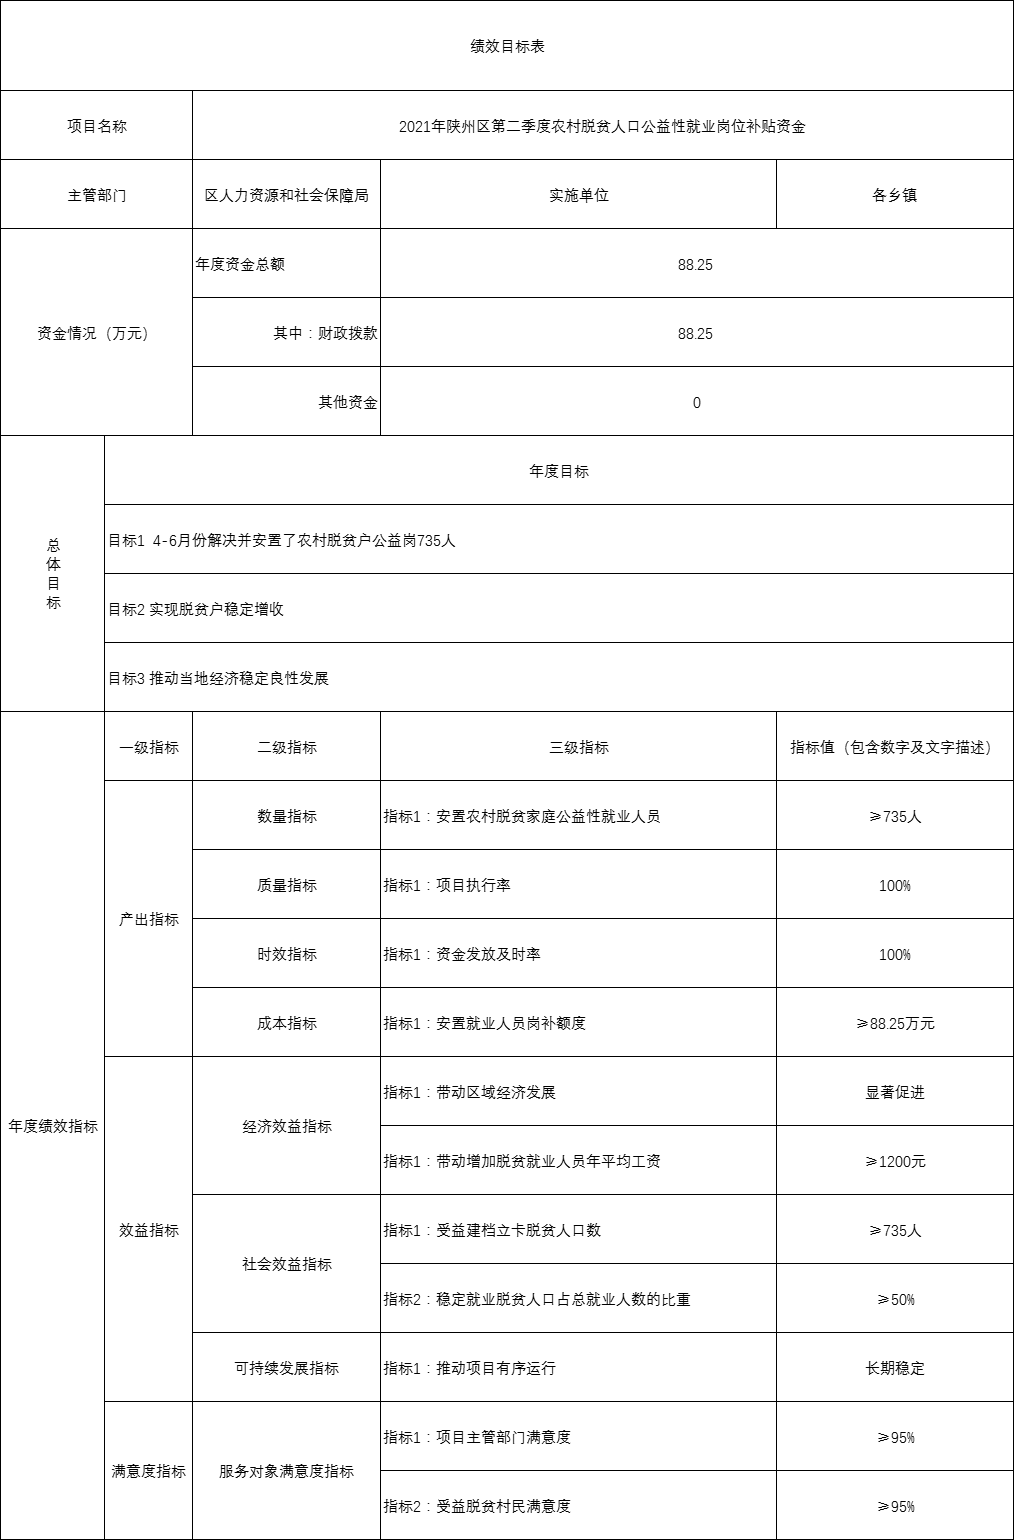 绩效目标表
项目名称 2021年陕州区第二季度农村脱贫人口公益性就业岗位补贴资金
主管部门 区人力资源和社会保障局 实施单位 各乡镇
资金情况（万元） 年度资金总额 88.25
其中：财政拨款 88.25
其他资金 0
总体目标 年度目标
目标1 4-6月份解决并安置了农村脱贫户公益岗735人
目标2 实现脱贫户稳定增收
目标3 推动当地经济稳定良性发展
年度绩效指标 一级指标 二级指标 三级指标 指标值（包含数字及文字描述）
产出指标 数量指标 指标1：安置农村脱贫家庭公益性就业人员 ≥735人
质量指标 指标1：项目执行率 100%
时效指标 指标1：资金发放及时率 100%
成本指标 指标1：安置就业人员岗补额度 ≥88.25万元
效益指标 经济效益指标 指标1：带动区域经济发展 显著促进
指标1：带动增加脱贫就业人员年平均工资 ≥1200元
社会效益指标 指标1：受益建档立卡脱贫人口数 ≥735人
指标2：稳定就业脱贫人口占总就业人数的比重 ≥50%
可持续发展指标 指标1：推动项目有序运行 长期稳定
满意度指标 服务对象满意度指标 指标1：项目主管部门满意度 ≥95%
指标2：受益脱贫村民满意度 ≥95%